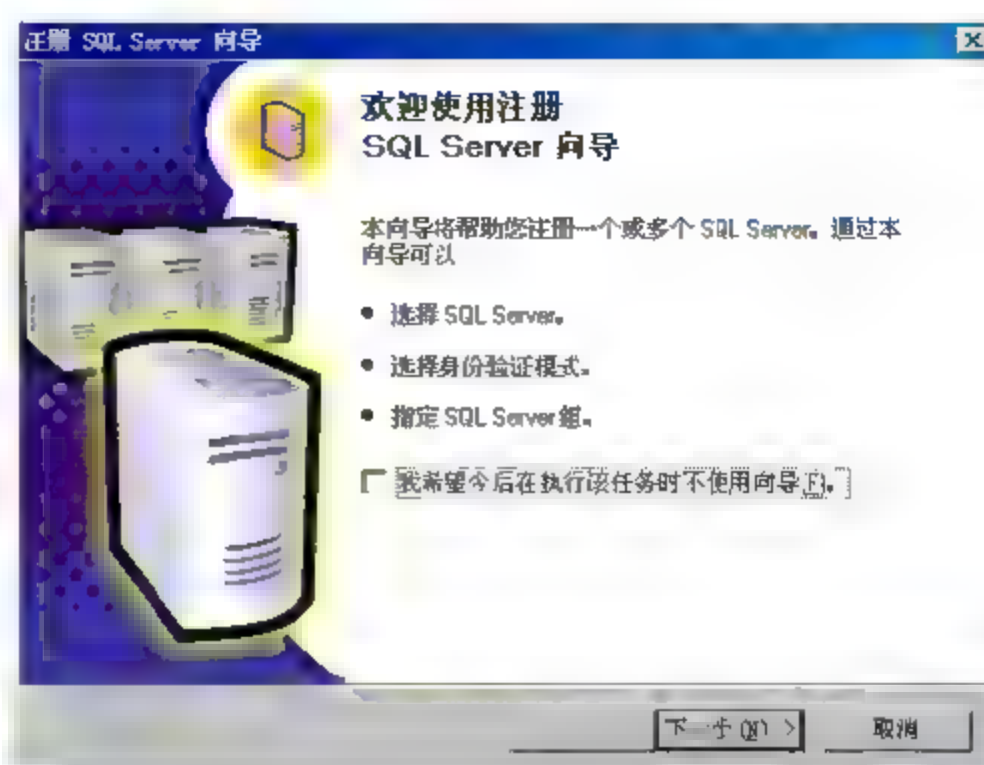 注册 SQL Server 向导
欢迎使用注册
SQL Server 向导
本向导将帮助您注册一个或多个 SQL Server。通过本
向导可以
• 选择 SQL Server。
• 选择身份验证模式。
• 指定 SQL Server 组。
我希望今后在执行该任务时不使用向导(F)。
下一步(N) >
取消